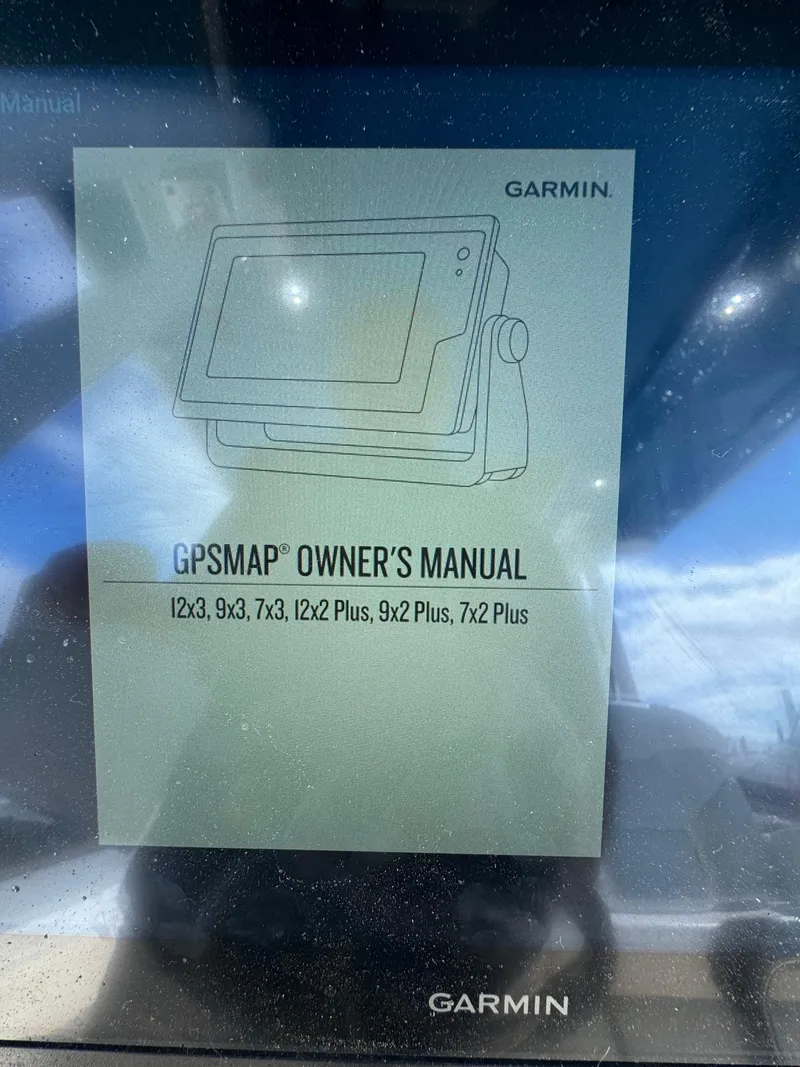 Manual
GARMIN.
GPSMAP® OWNER'S MANUAL
12x3, 9x3, 7x3, 12x2 Plus, 9x2 Plus, 7x2 Plus
GARMIN